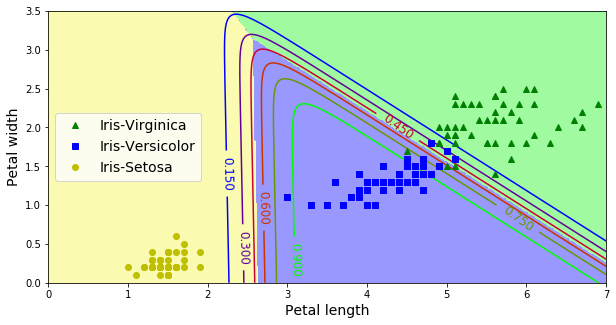 3.5
3.0
2.5
2.0
1.5
1.0
0.5
0.0
Petal width
Iris-Virginica
Iris-Versicolor
Iris-Setosa
0.150
0.300
0.450
0.600
0.750
0.900
0 1 2 3 4 5 6 7
Petal length